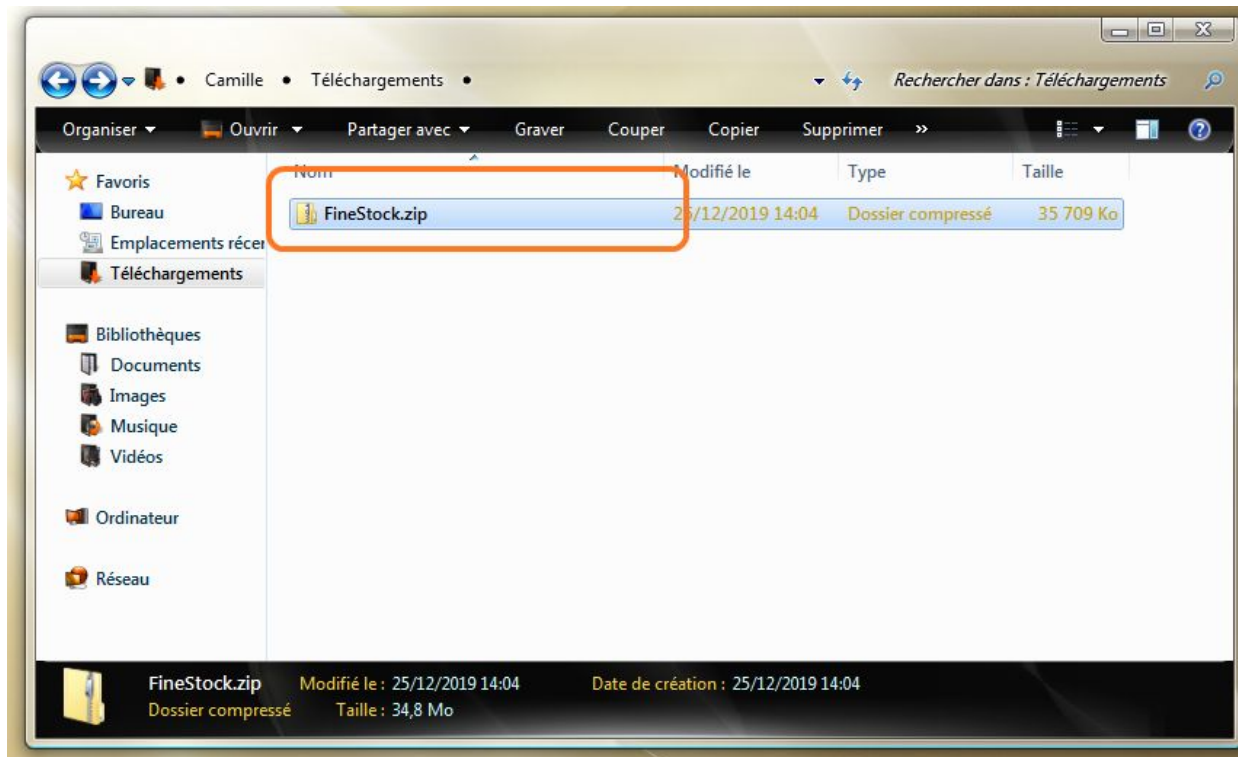 Camille • Téléchargements •
Rechercher dans : Téléchargements
Organiser Ouvrir Partager avec Graver Couper Copier Supprimer »
Nom Modifié le Type Taille
FineStock.zip 25/12/2019 14:04 Dossier compressé 35 709 Ko
Favoris
Bureau
Emplacements récer
Téléchargements
Bibliothèques
Documents
Images
Musique
Vidéos
Ordinateur
Réseau
FineStock.zip Modifié le : 25/12/2019 14:04 Date de création : 25/12/2019 14:04
Dossier compressé Taille : 34,8 Mo